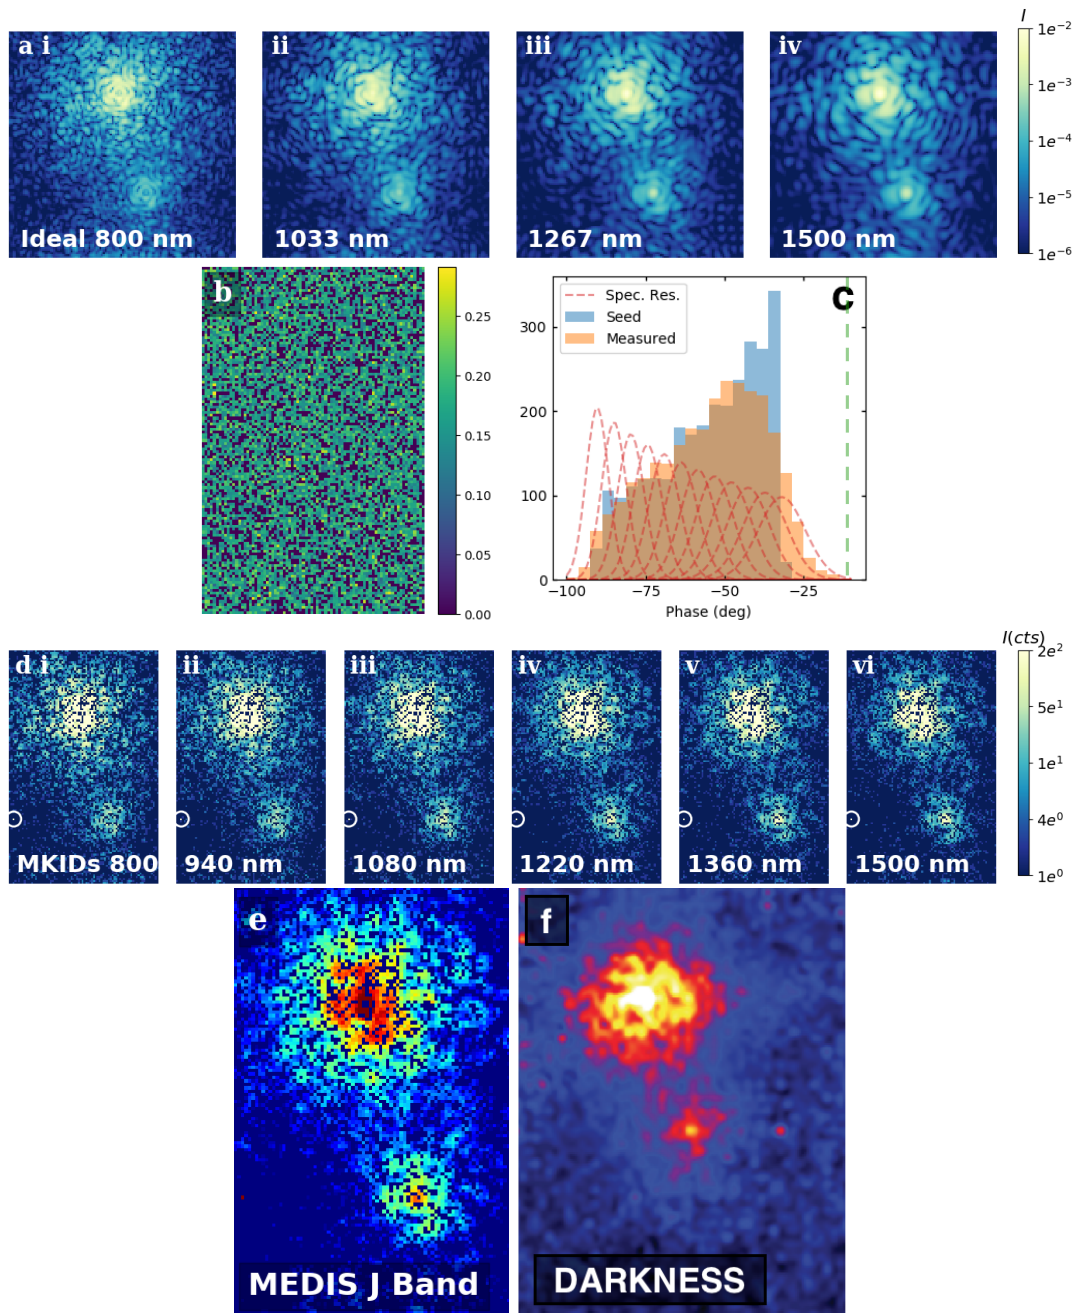 a i
ii
iii
iv
I
1e⁻²
1e⁻³
1e⁻⁴
1e⁻⁵
1e⁻⁶
Ideal 800 nm
1033 nm
1267 nm
1500 nm
b
0.25
0.20
0.15
0.10
0.05
0.00
c
Spec. Res.
Seed
Measured
300
200
100
0
−100
−75
−50
−25
Phase (deg)
d i
ii
iii
iv
v
vi
I(cts)
2e²
5e¹
1e¹
4e⁰
1e⁰
MKIDs 800
940 nm
1080 nm
1220 nm
1360 nm
1500 nm
e
MEDIS J Band
f
DARKNESS